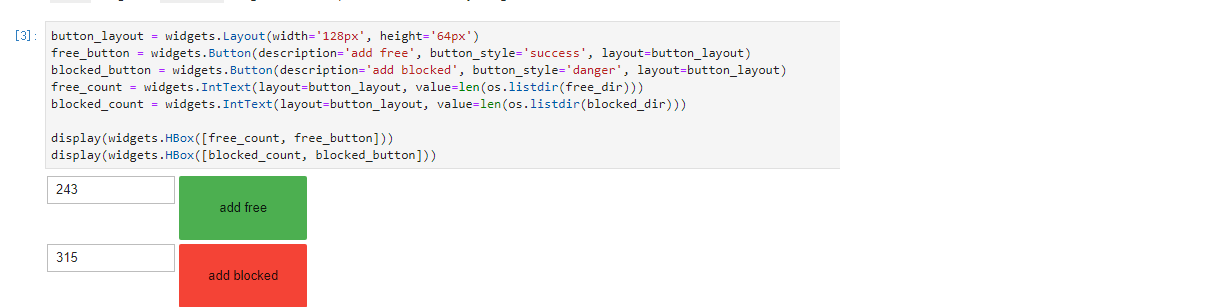 [3]:
button_layout = widgets.Layout(width='128px', height='64px')
free_button = widgets.Button(description='add free', button_style='success', layout=button_layout)
blocked_button = widgets.Button(description='add blocked', button_style='danger', layout=button_layout)
free_count = widgets.IntText(layout=button_layout, value=len(os.listdir(free_dir)))
blocked_count = widgets.IntText(layout=button_layout, value=len(os.listdir(blocked_dir)))
display(widgets.HBox([free_count, free_button]))
display(widgets.HBox([blocked_count, blocked_button]))
243
add free
315
add blocked